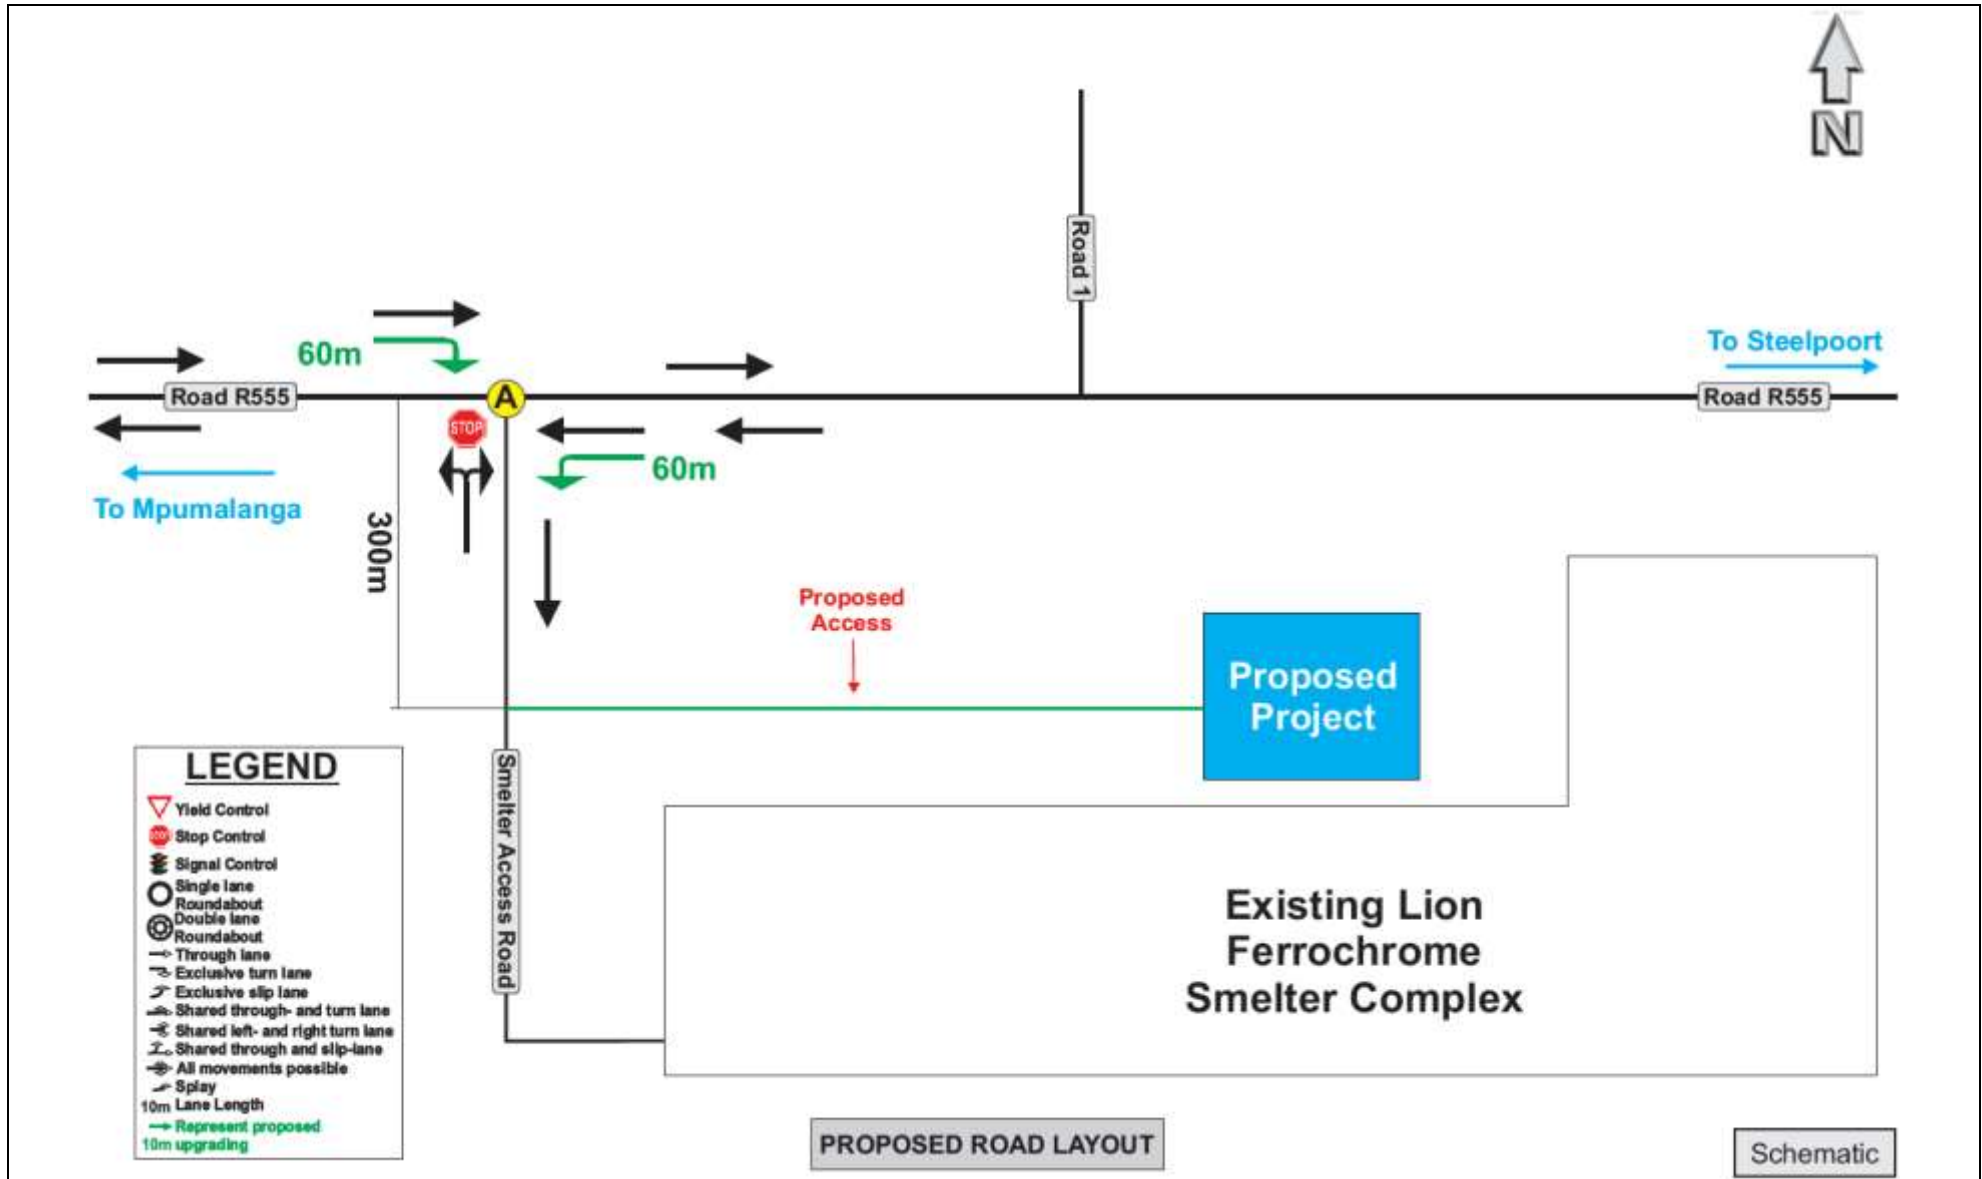 N
Road 1
To Steelpoort
60m
Road R555
A
Road R555
STOP
60m
To Mpumalanga
300m
Proposed
Access
Proposed
Project
LEGEND
Yield Control
STOP
Stop Control
Signal Control
Single lane
Roundabout
Double lane
Roundabout
Through lane
Exclusive turn lane
Exclusive slip lane
Shared through- and turn lane
Shared left- and right turn lane
Shared through and slip-lane
All movements possible
Splay
10m Lane Length
Represent proposed
10m upgrading
Smelter Access Road
Existing Lion
Ferrochrome
Smelter Complex
PROPOSED ROAD LAYOUT
Schematic